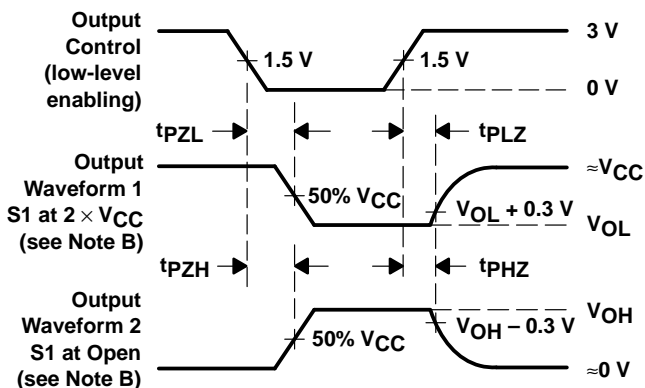 Output
Control
(low-level
enabling)
1.5 V
1.5 V
3 V
0 V
tPZL
tPLZ
Output
Waveform 1
S1 at 2 × VCC
(see Note B)
50% VCC
VOL + 0.3 V
≈VCC
VOL
tPZH
tPHZ
Output
Waveform 2
S1 at Open
(see Note B)
50% VCC
VOH – 0.3 V
VOH
≈0 V